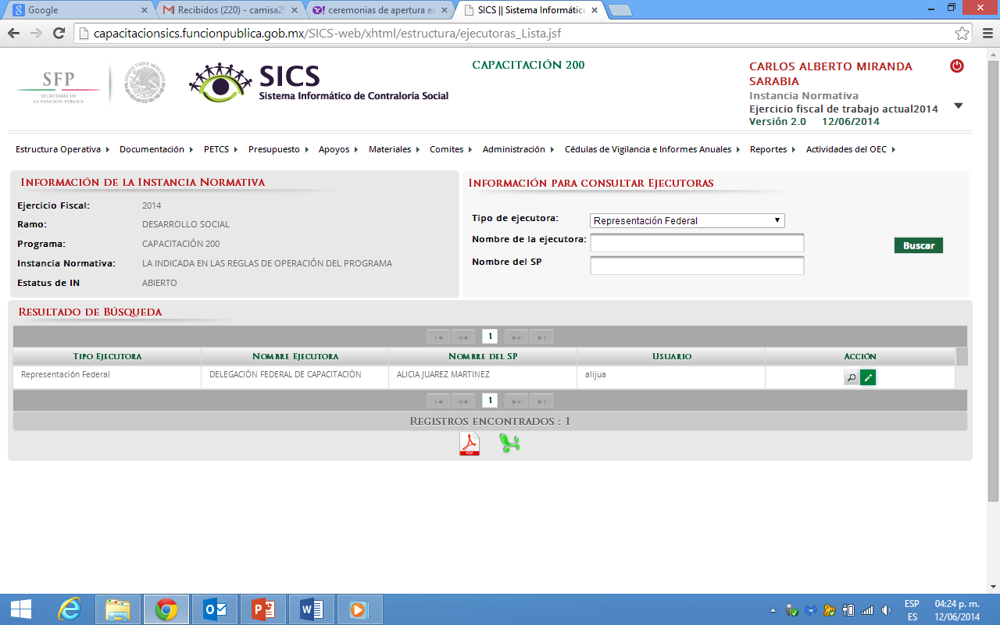 Google
Recibidos (220) - camisa29
ceremonias de apertura es
SICS || Sistema Informático
capacitacionsics.funcionpublica.gob.mx/SICS-web/xhtml/estructura/ejecutoras_Lista.jsf
SFP
SECRETARÍA DE
LA FUNCIÓN PÚBLICA
ESTADOS UNIDOS MEXICANOS
SICS
Sistema Informático de Contraloría Social
CAPACITACIÓN 200
CARLOS ALBERTO MIRANDA
SARABIA
Instancia Normativa
Ejercicio fiscal de trabajo actual2014
Versión 2.0 12/06/2014
Estructura Operativa Documentación PETCS Presupuesto Apoyos Materiales Comites Administración Cédulas de Vigilancia e Informes Anuales Reportes Actividades del OEC
Información de la Instancia Normativa
Ejercicio Fiscal: 2014
Ramo: DESARROLLO SOCIAL
Programa: CAPACITACIÓN 200
Instancia Normativa: LA INDICADA EN LAS REGLAS DE OPERACIÓN DEL PROGRAMA
Estatus de IN ABIERTO
Información para consultar Ejecutoras
Tipo de ejecutora: Representación Federal
Nombre de la ejecutora:
Nombre del SP
Buscar
Resultado de Búsqueda
1
Tipo Ejecutora Nombre Ejecutora Nombre del SP Usuario Acción
Representación Federal DELEGACIÓN FEDERAL DE CAPACITACIÓN ALICIA JUAREZ MARTINEZ alijua
1
Registros encontrados : 1
PDF
ESP 04:24 p. m.
ES 12/06/2014